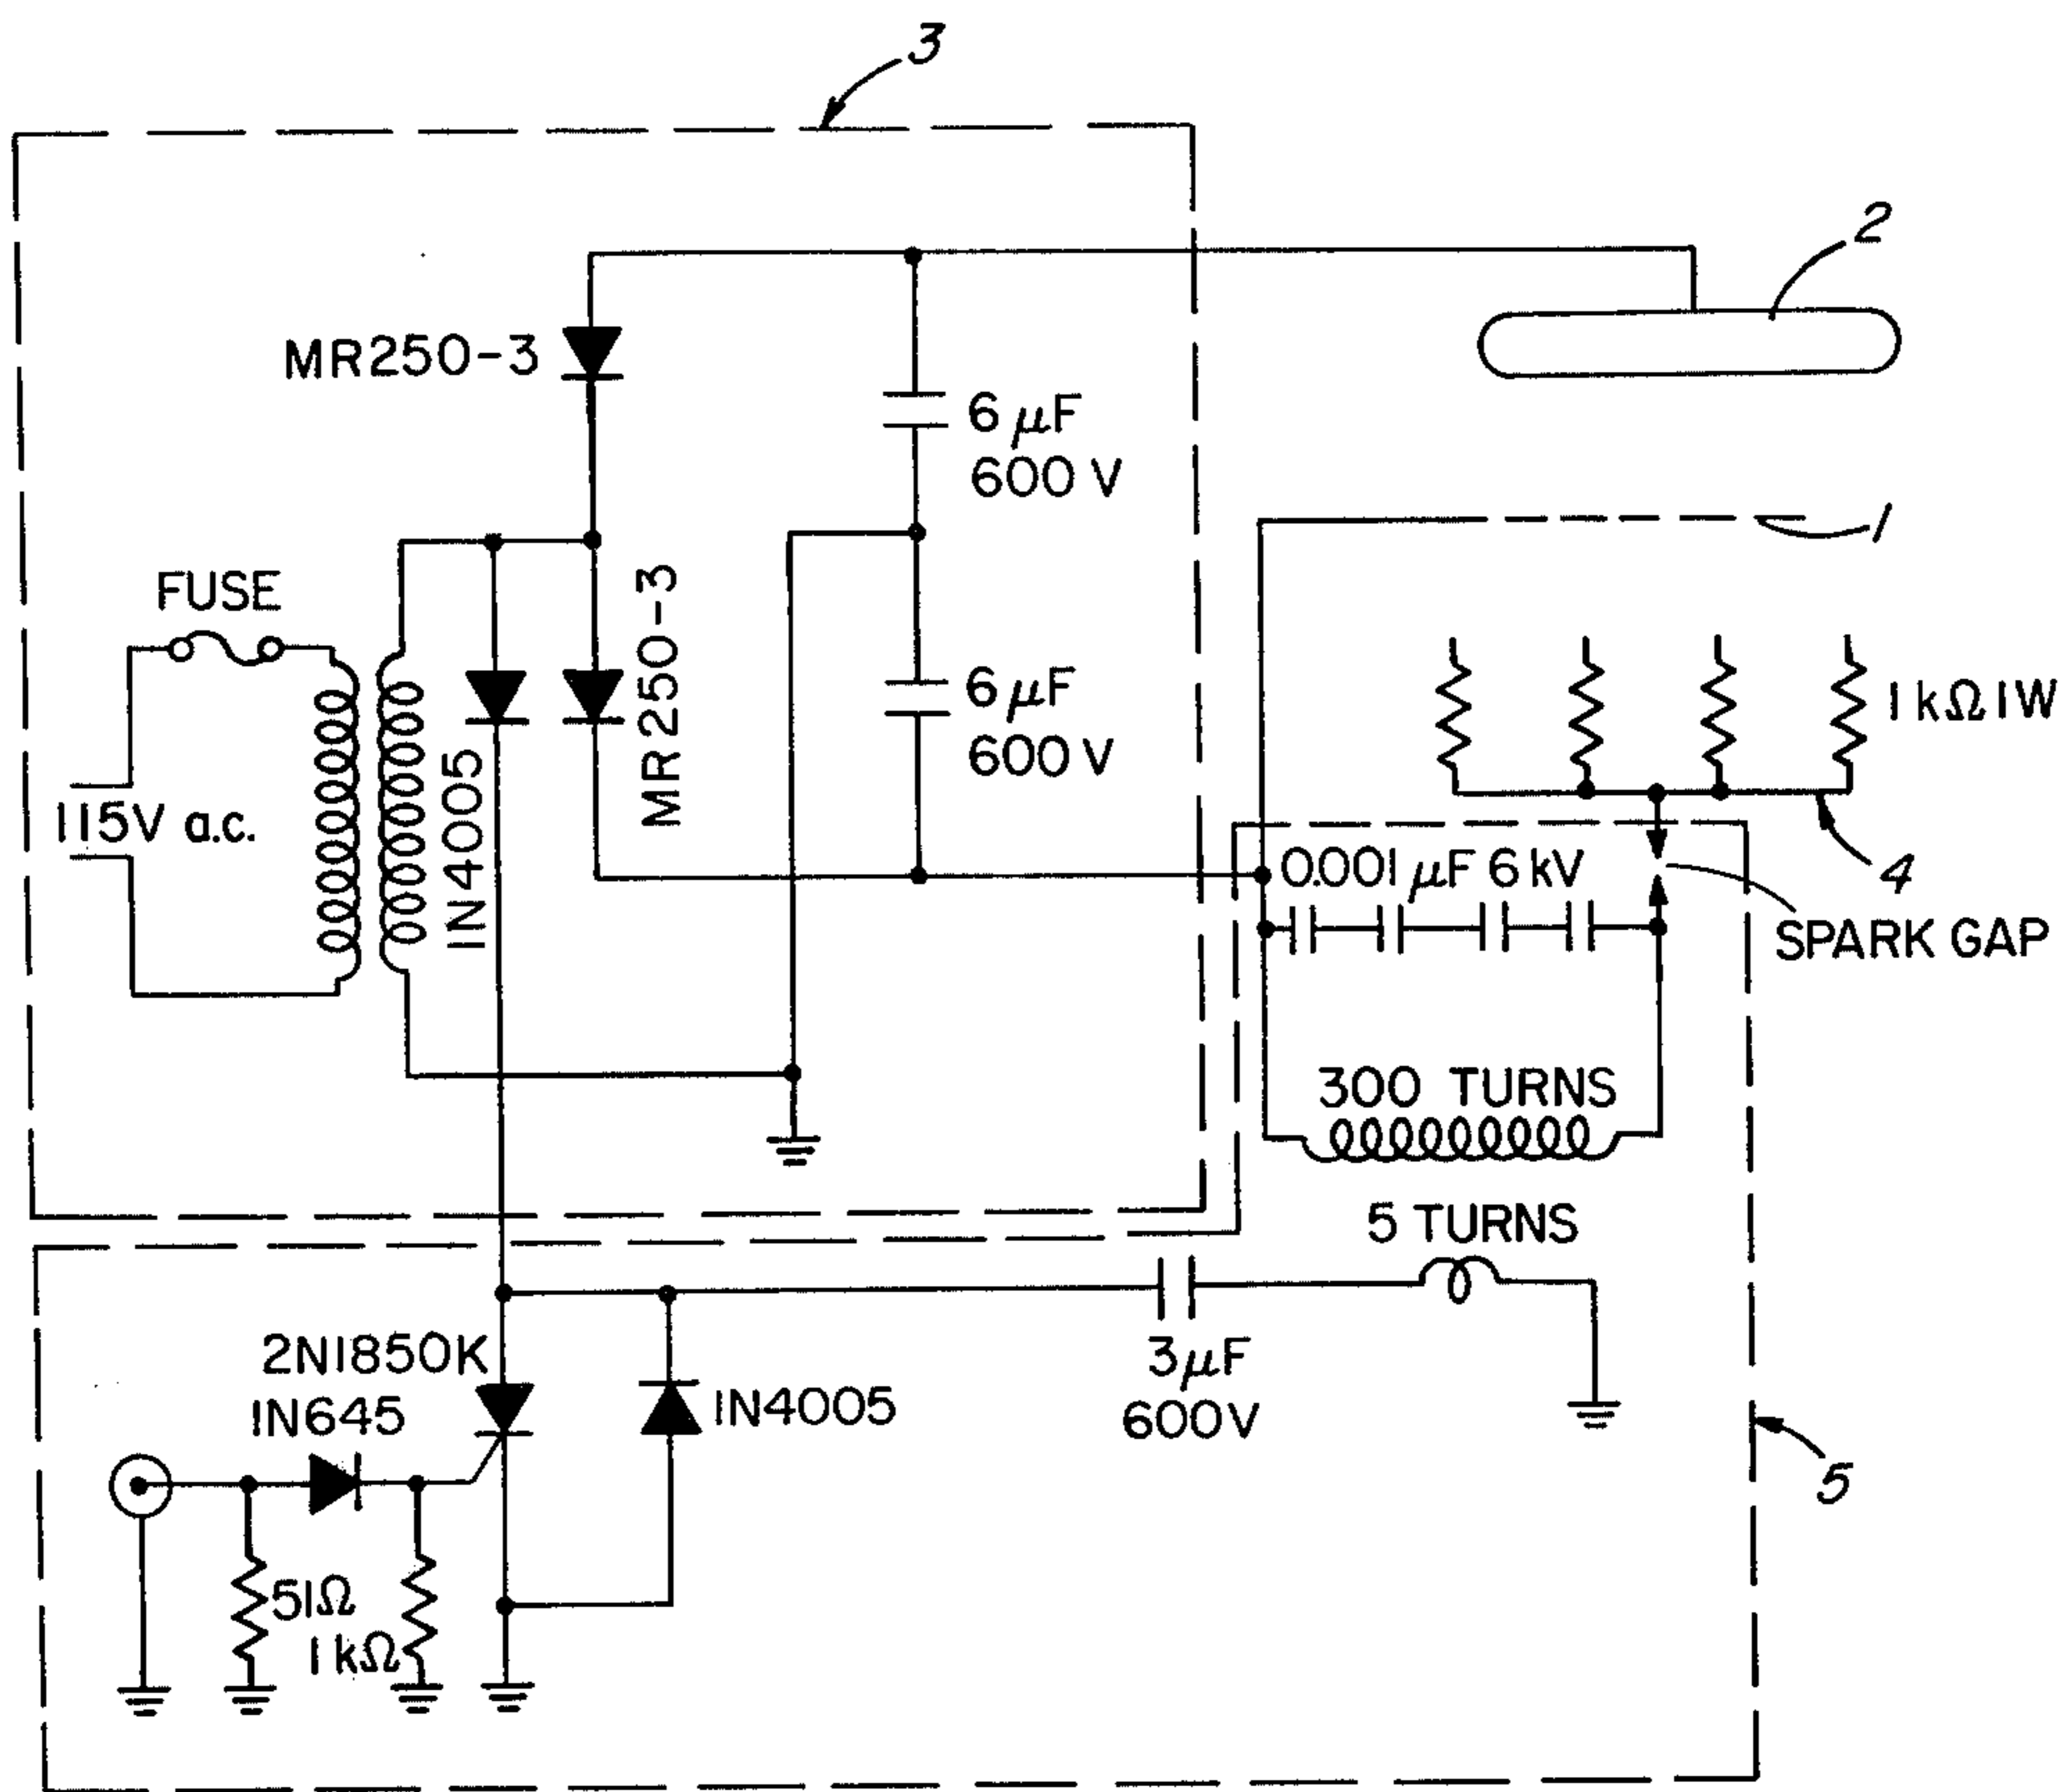 3
2
MR250-3
6 μF
600 V
1
FUSE
MR250-3
6 μF
600 V
1 kΩ 1W
115V a.c.
1N4005
0.001 μF 6 kV
4
SPARK GAP
300 TURNS
5 TURNS
2N1850K
1N645
1N4005
3μF
600V
5
51Ω
1 kΩ